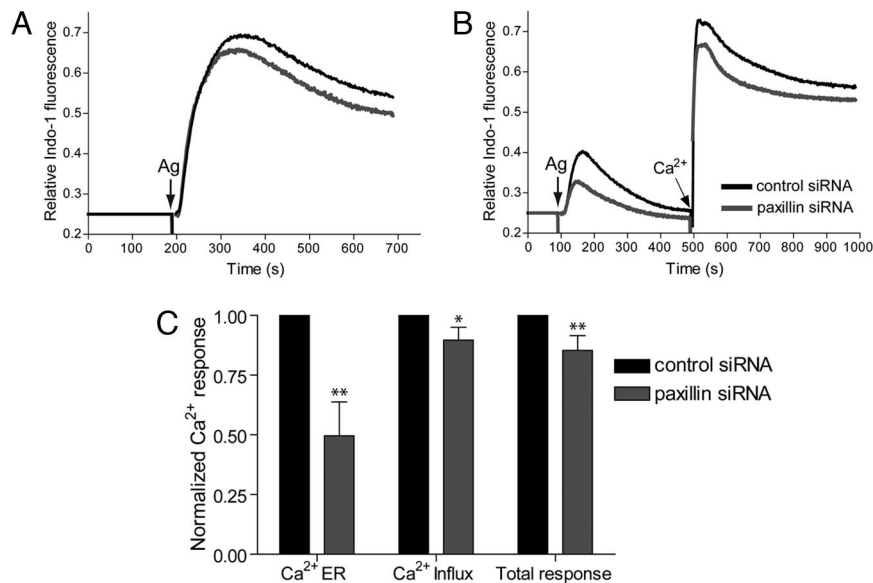 A
Relative Indo-1 fluorescence
0.7
0.6
0.5
0.4
0.3
0.2
Ag
0 100 200 300 400 500 600 700
Time (s)
B
Relative Indo-1 fluorescence
0.7
0.6
0.5
0.4
0.3
0.2
Ag
Ca²⁺
control siRNA
paxillin siRNA
0 100 200 300 400 500 600 700 800 900 1000
Time (s)
C
Normalized Ca²⁺ response
1.00
0.75
0.50
0.25
0.00
**
*
**
control siRNA
paxillin siRNA
Ca²⁺ ER Ca²⁺ Influx Total response